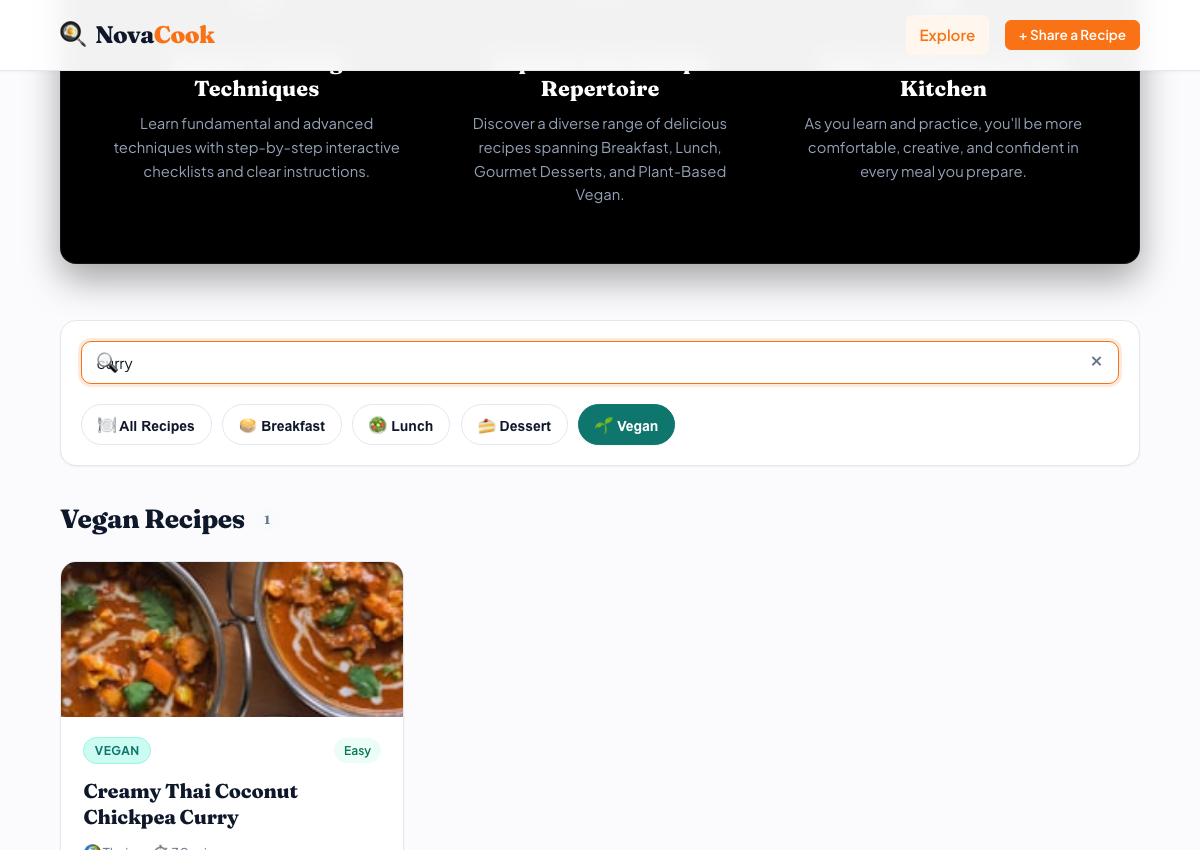 NovaCook
Explore
+ Share a Recipe
Techniques
Repertoire
Kitchen
Learn fundamental and advanced
techniques with step-by-step interactive
checklists and clear instructions.
Discover a diverse range of delicious
recipes spanning Breakfast, Lunch,
Gourmet Desserts, and Plant-Based
Vegan.
As you learn and practice, you'll be more
comfortable, creative, and confident in
every meal you prepare.
curry
✕
All Recipes
Breakfast
Lunch
Dessert
Vegan
Vegan Recipes 1
VEGAN
Easy
Creamy Thai Coconut
Chickpea Curry